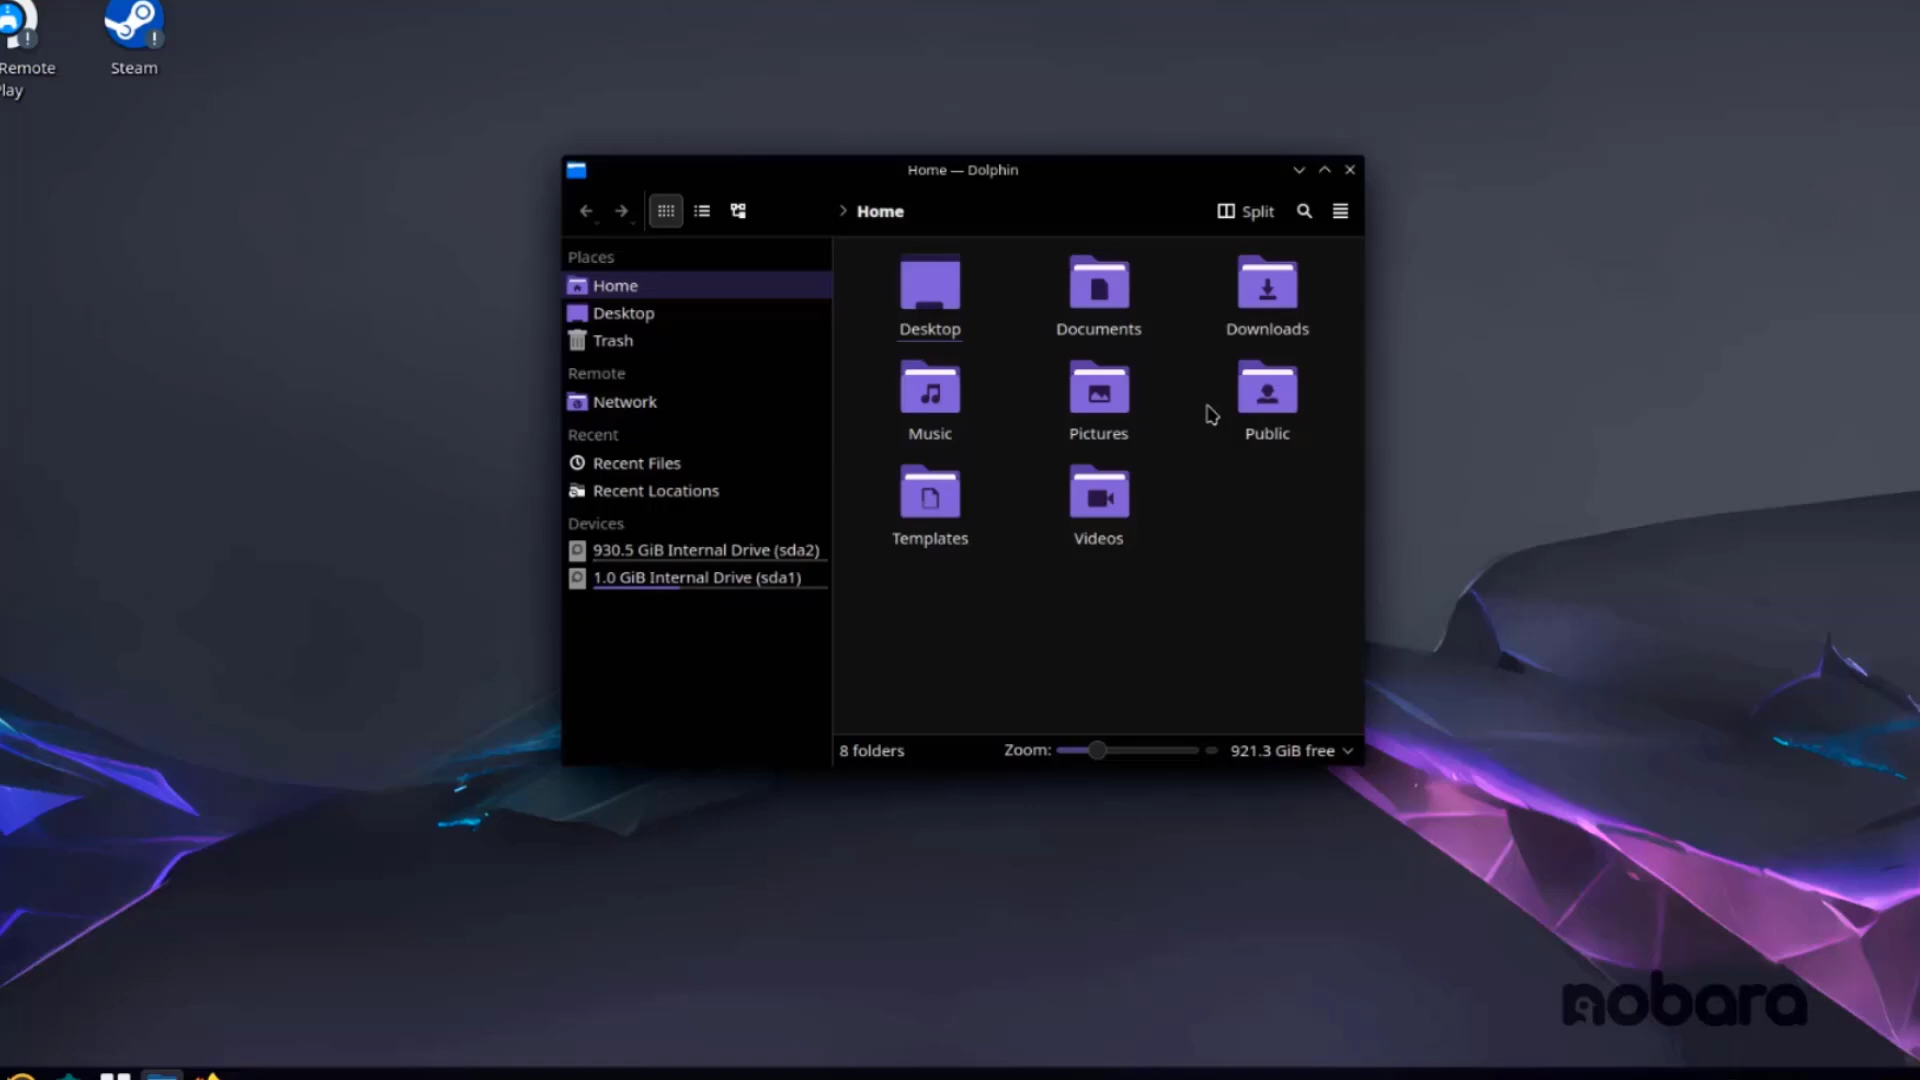 Remote
Play
Steam
Home — Dolphin
Home
Split
Places
Home
Desktop
Trash
Remote
Network
Recent
Recent Files
Recent Locations
Devices
930.5 GiB Internal Drive (sda2)
1.0 GiB Internal Drive (sda1)
Desktop
Documents
Downloads
Music
Pictures
Public
Templates
Videos
8 folders
Zoom:
921.3 GiB free
nobara